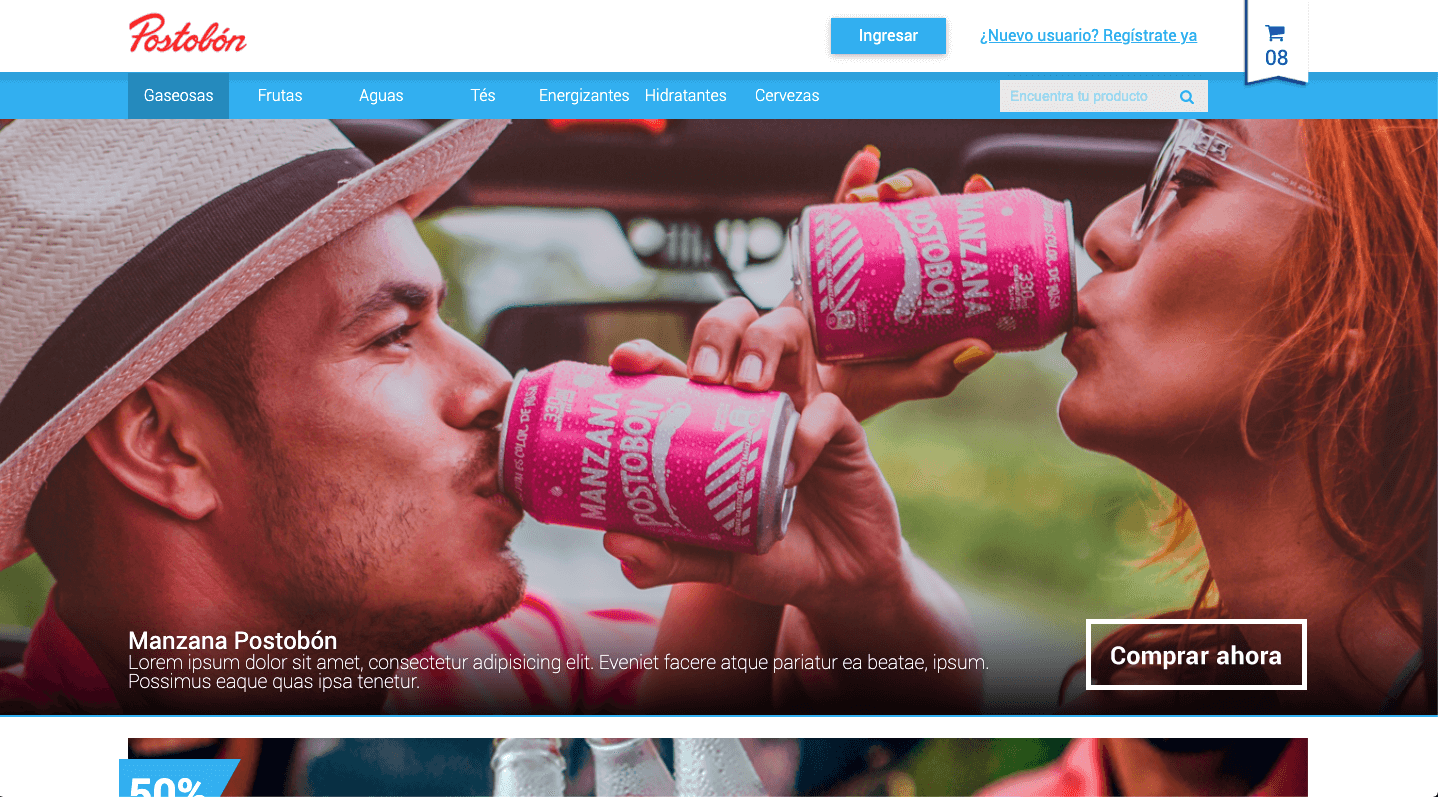 Postobón
Ingresar
¿Nuevo usuario? Regístrate ya
08
Gaseosas
Frutas
Aguas
Tés
Energizantes
Hidratantes
Cervezas
Encuentra tu producto
MANZANA
POSTOBON
330
MANZANA
POSTOBON
330
Manzana Postobón
Lorem ipsum dolor sit amet, consectetur adipisicing elit. Eveniet facere atque pariatur ea beatae, ipsum.
Possimus eaque quas ipsa tenetur.
Comprar ahora
50%